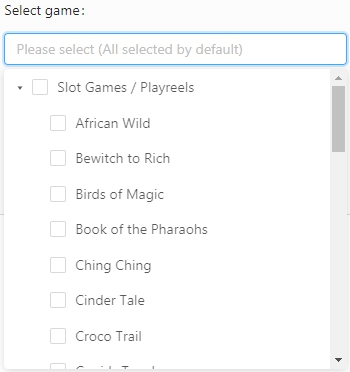 Select game:
Please select (All selected by default)
Slot Games / Playreels
African Wild
Bewitch to Rich
Birds of Magic
Book of the Pharaohs
Ching Ching
Cinder Tale
Croco Trail